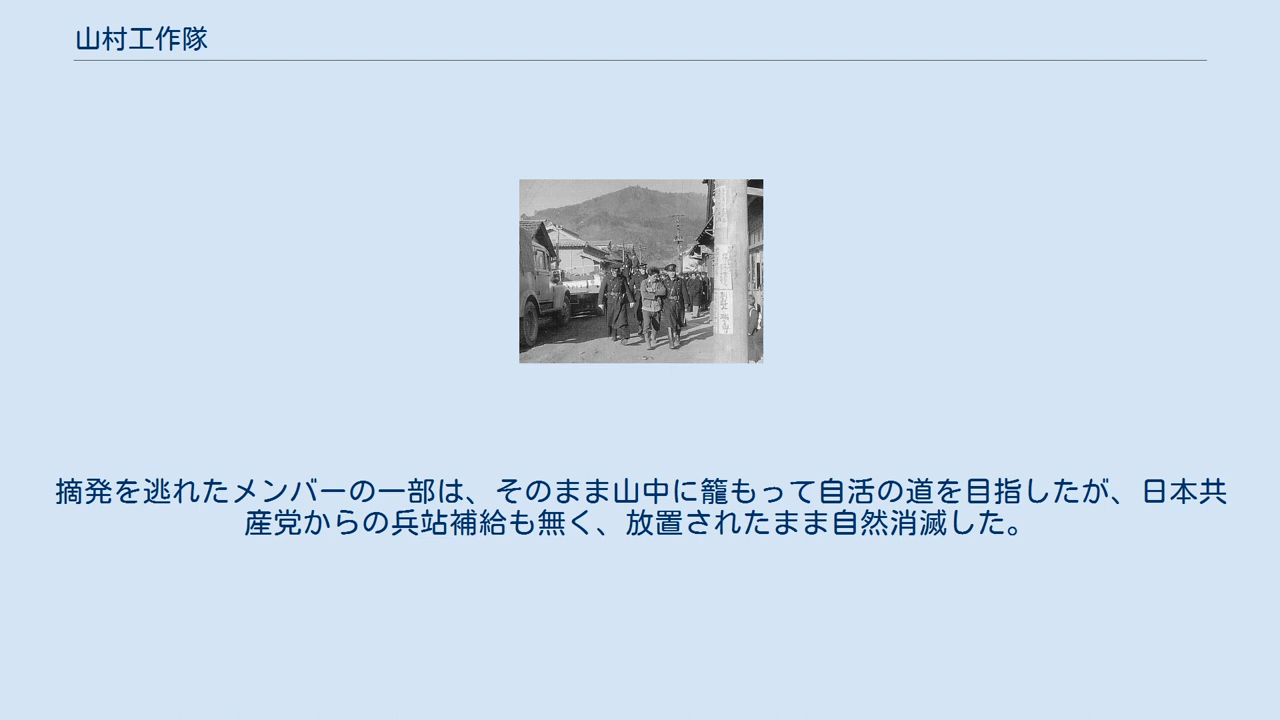 山村工作隊
摘発を逃れたメンバーの一部は、そのまま山中に籠もって自活の道を目指したが、日本共
産党からの兵站補給も無く、放置されたまま自然消滅した。